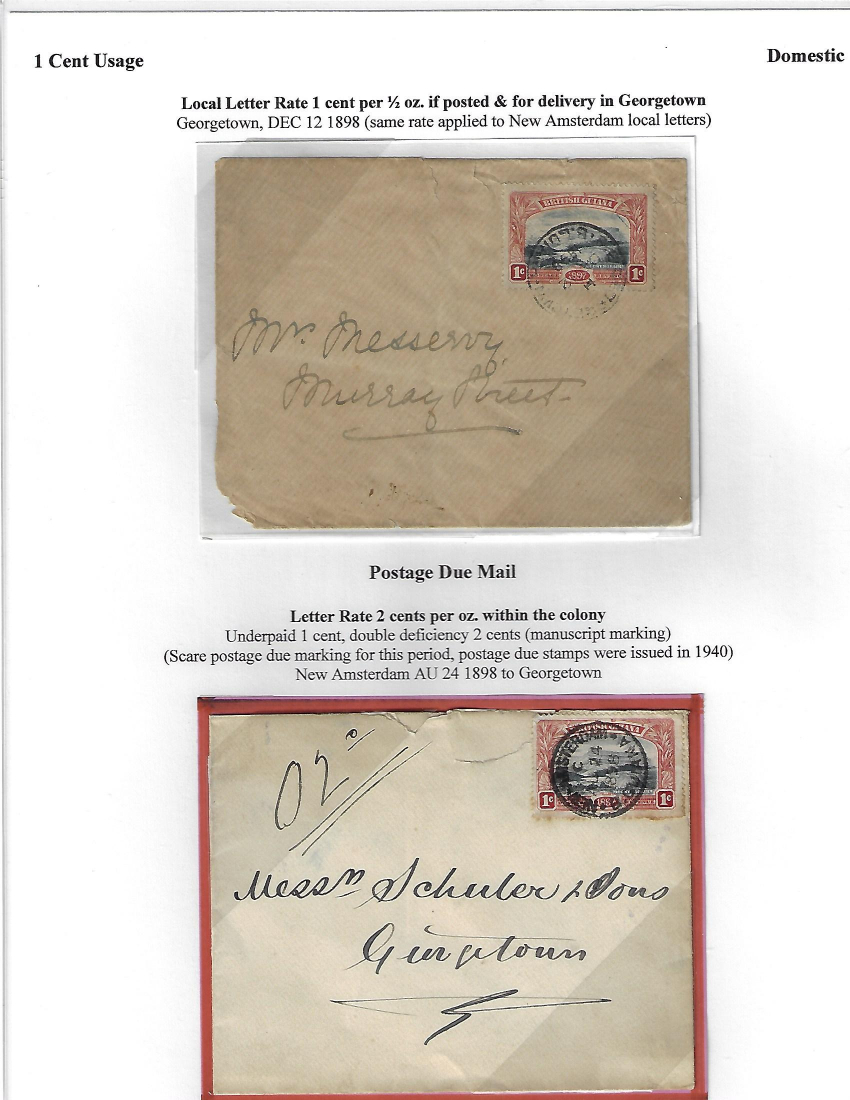 1 Cent Usage
Domestic
Local Letter Rate 1 cent per ½ oz. if posted & for delivery in Georgetown
Georgetown, DEC 12 1898 (same rate applied to New Amsterdam local letters)
BRITISH GUIANA
1c 1897 1c
Mr. Messervy
Murray Street
Postage Due Mail
Letter Rate 2 cents per oz. within the colony
Underpaid 1 cent, double deficiency 2 cents (manuscript marking)
(Scare postage due marking for this period, postage due stamps were issued in 1940)
New Amsterdam AU 24 1898 to Georgetown
02c
1c 1c
Messrs Schuler & Sons
Georgetown